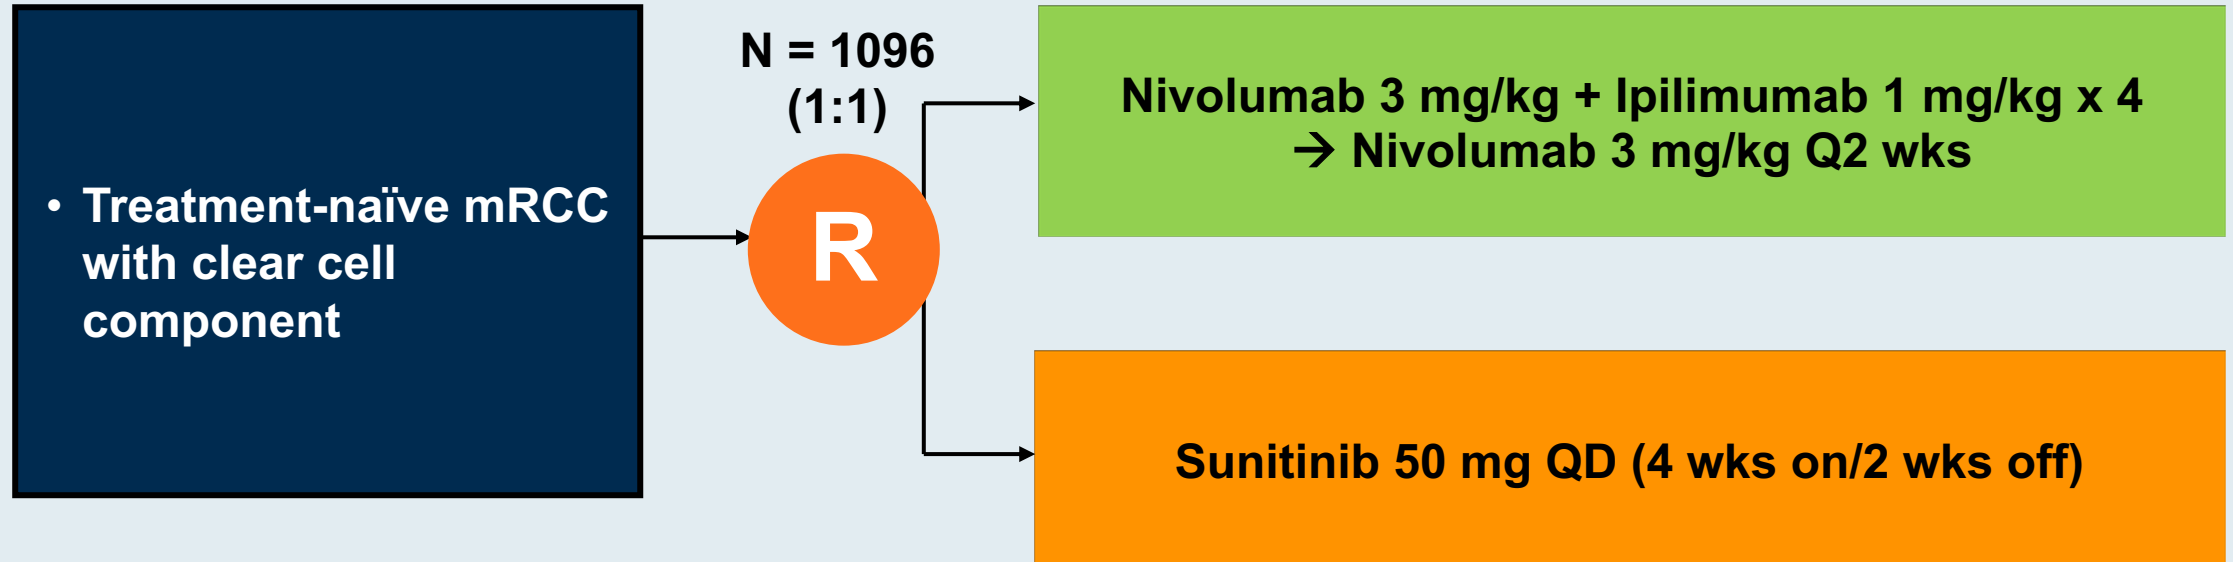 • Treatment-naïve mRCC
with clear cell
component
N = 1096
(1:1)
R
Nivolumab 3 mg/kg + Ipilimumab 1 mg/kg x 4
→ Nivolumab 3 mg/kg Q2 wks
Sunitinib 50 mg QD (4 wks on/2 wks off)